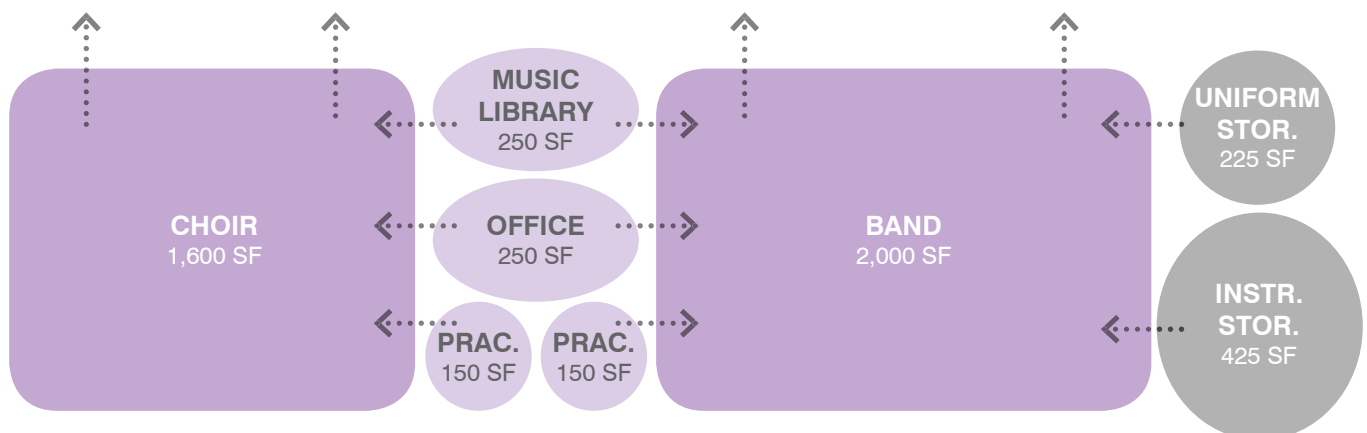 CHOIR
1,600 SF
MUSIC
LIBRARY
250 SF
OFFICE
250 SF
PRAC.
150 SF
PRAC.
150 SF
BAND
2,000 SF
UNIFORM
STOR.
225 SF
INSTR.
STOR.
425 SF